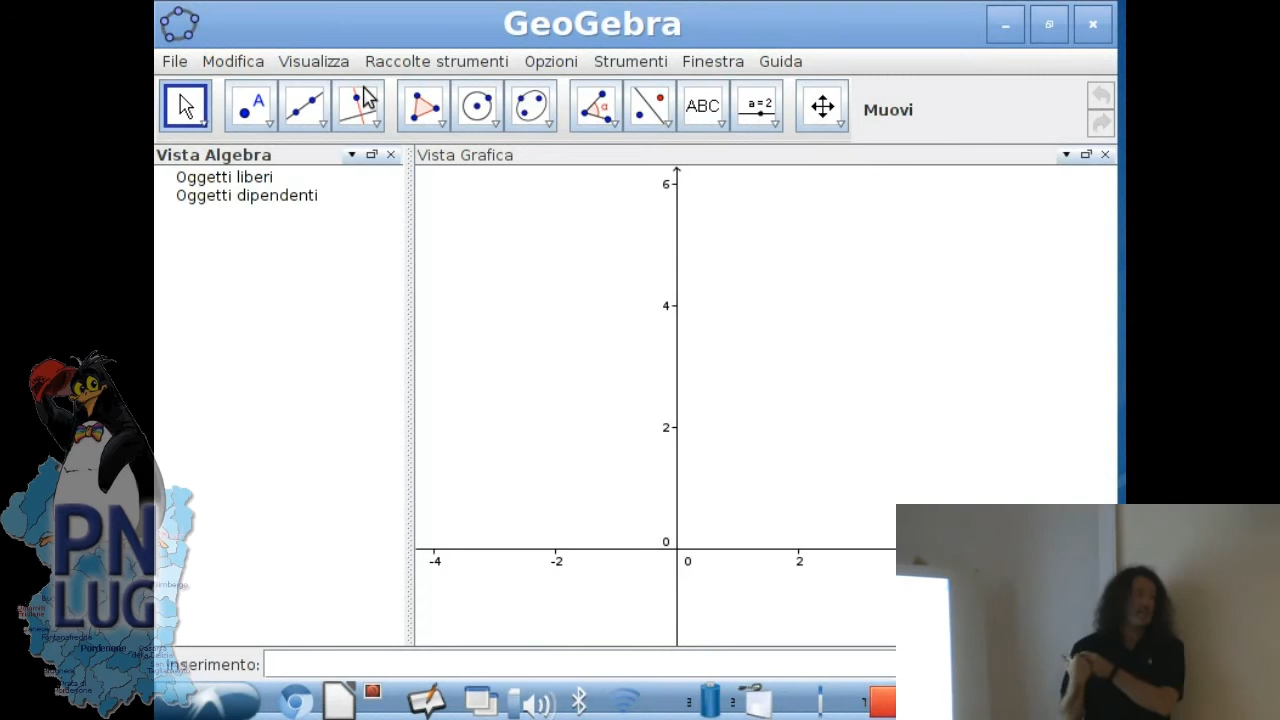 GeoGebra
File Modifica Visualizza Raccolte strumenti Opzioni Strumenti Finestra Guida
A α ABC a = 2 Muovi
Vista Algebra Vista Grafica
Oggetti liberi
Oggetti dipendenti
6
4
2
0
-4 -2 0 2
Inserimento:
PN
LUG
Pordenone